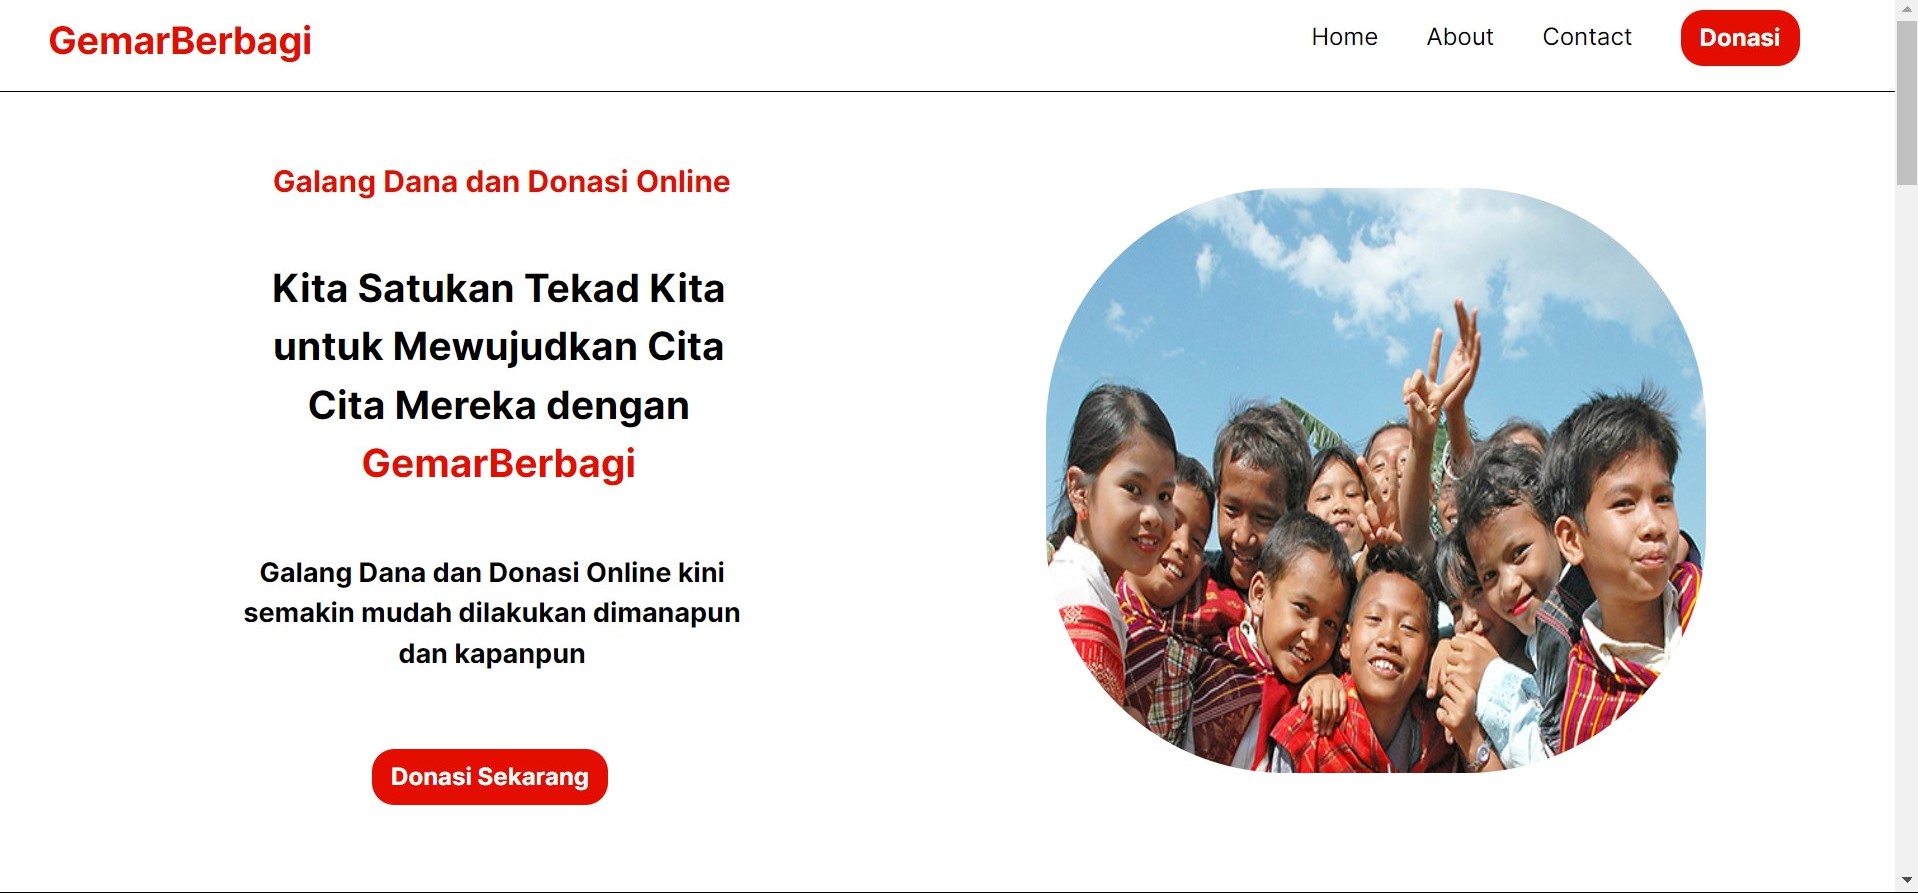 GemarBerbagi
Home
About
Contact
Donasi
Galang Dana dan Donasi Online
Kita Satukan Tekad Kita
untuk Mewujudkan Cita
Cita Mereka dengan
GemarBerbagi
Galang Dana dan Donasi Online kini
semakin mudah dilakukan dimanapun
dan kapanpun
Donasi Sekarang